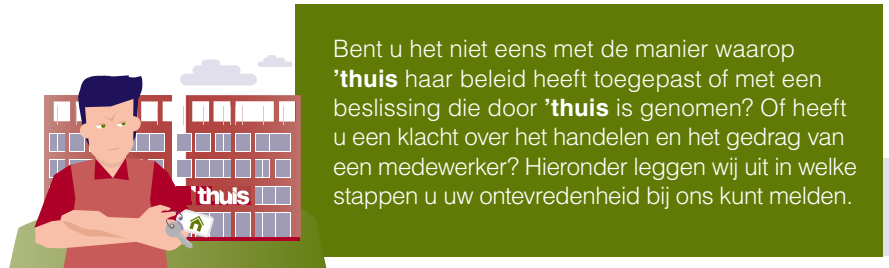 Bent u het niet eens met de manier waarop
’thuis haar beleid heeft toegepast of met een
beslissing die door ’thuis is genomen? Of heeft
u een klacht over het handelen en het gedrag van
een medewerker? Hieronder leggen wij uit in welke
stappen u uw ontevredenheid bij ons kunt melden.
’thuis